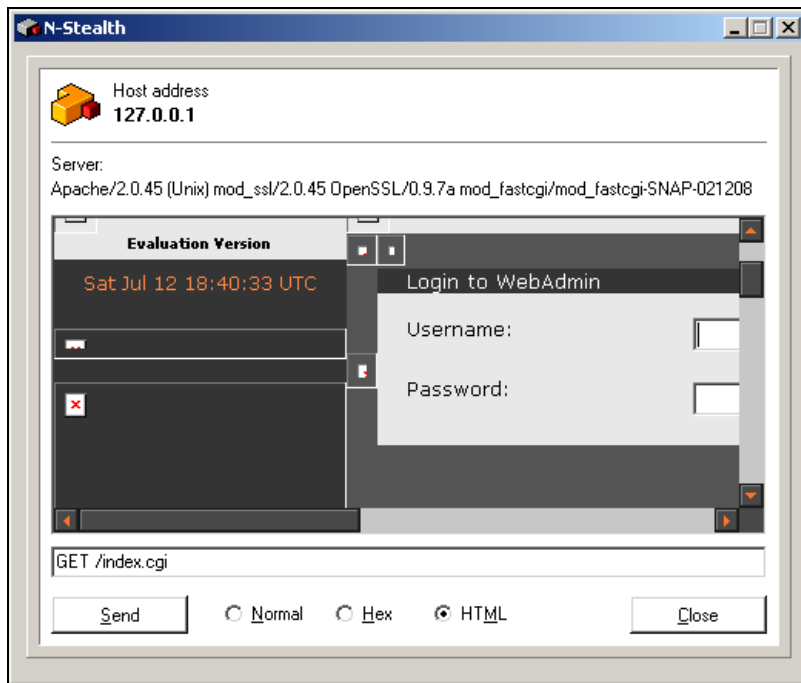 N-Stealth
Host address
127.0.0.1
Server:
Apache/2.0.45 (Unix) mod_ssl/2.0.45 OpenSSL/0.9.7a mod_fastcgi/mod_fastcgi-SNAP-021208
Evaluation Version
Sat Jul 12 18:40:33 UTC
Login to WebAdmin
Username:
Password:
GET /index.cgi
Send Normal Hex HTML Close